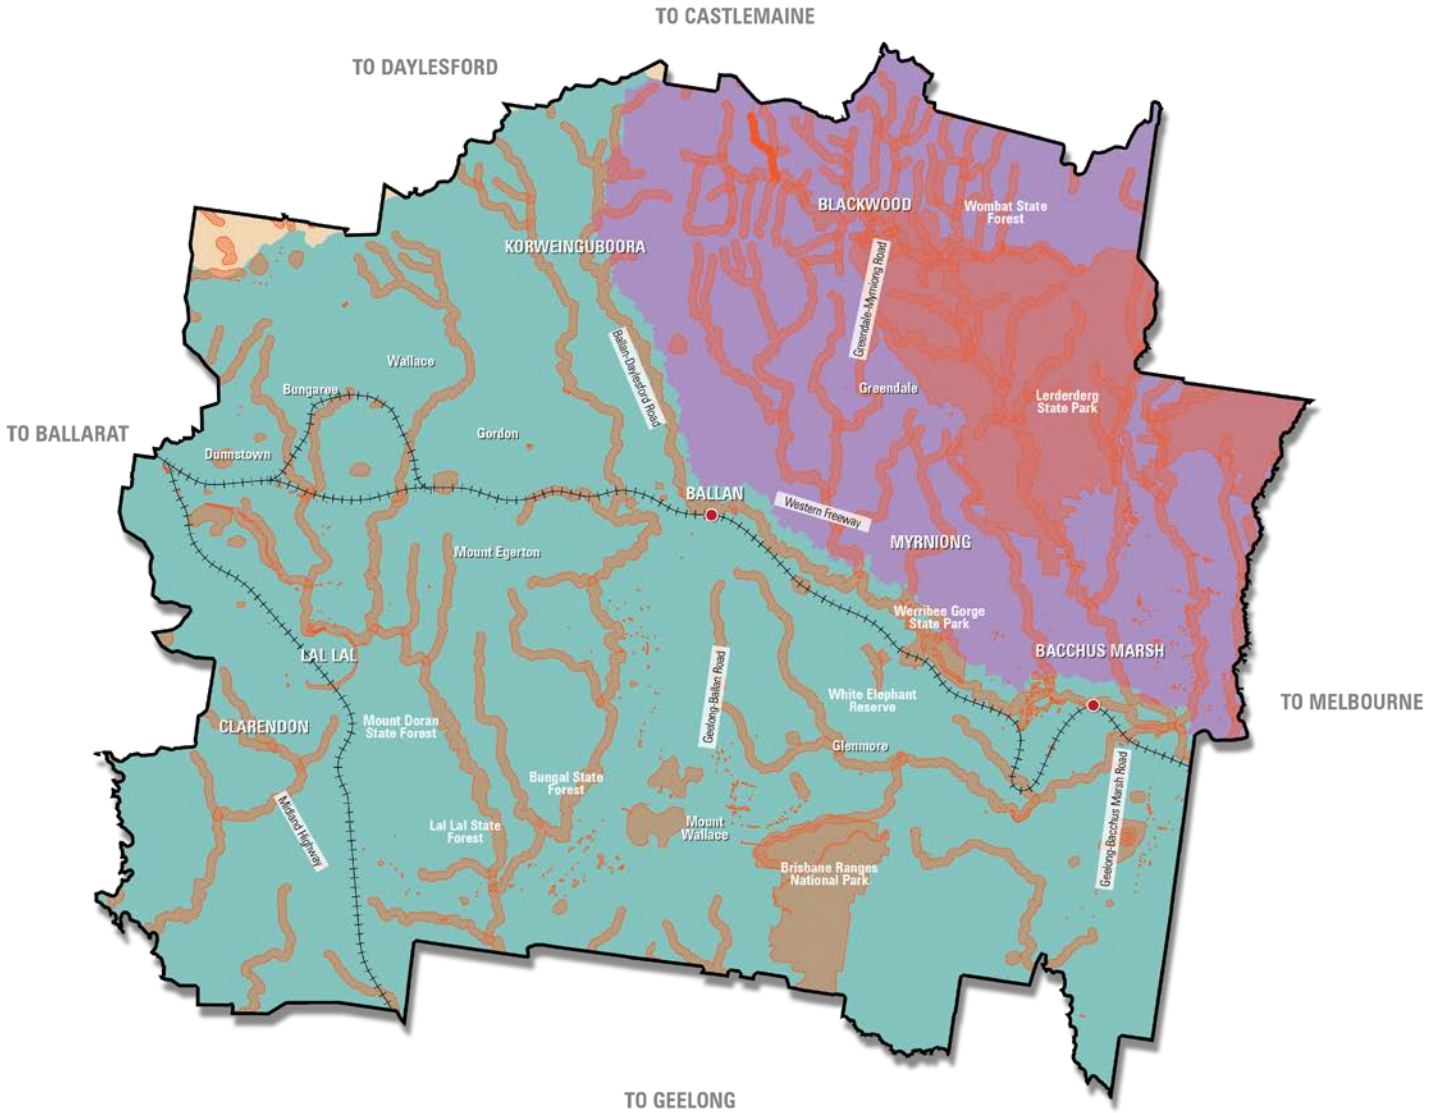 TO CASTLEMAINE
TO DAYLESFORD
BLACKWOOD
Wombat State
Forest
KORWEINGUBOORA
Greendale-Myrniong Road
Ballan-Daylesford Road
Wallace
Bungaree
Greendale
Lerderderg
State Park
TO BALLARAT
Gordon
Dunnstown
BALLAN
Western Freeway
MYRNIONG
Mount Egerton
Werribee Gorge
State Park
LAL LAL
BACCHUS MARSH
Geelong-Ballan Road
White Elephant
Reserve
TO MELBOURNE
CLARENDON
Mount Doran
State Forest
Glenmore
Bungal State
Forest
Geelong-Bacchus Marsh Road
Midland Highway
Lal Lal State
Forest
Mount
Wallace
Brisbane Ranges
National Park
TO GEELONG